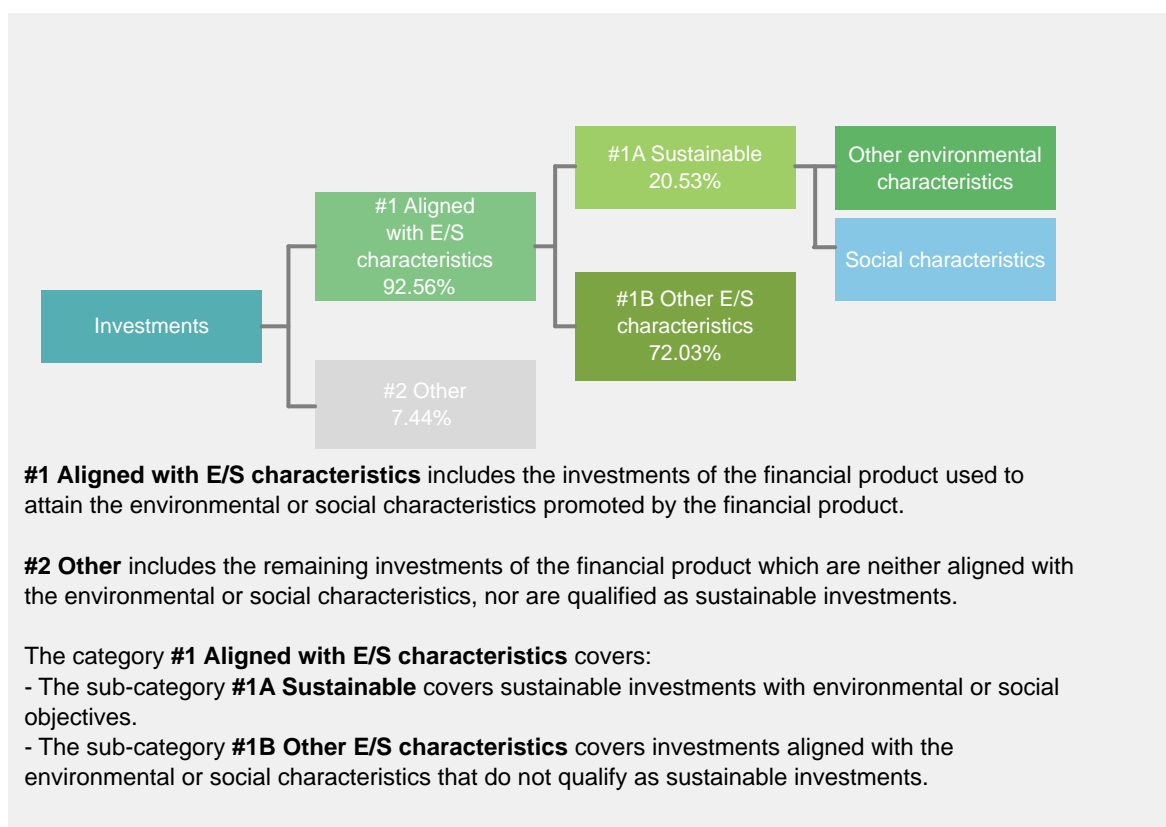 Investments
#1 Aligned
with E/S
characteristics
92.56%
#2 Other
7.44%
#1A Sustainable
20.53%
#1B Other E/S
characteristics
72.03%
Other environmental
characteristics
Social characteristics
#1 Aligned with E/S characteristics includes the investments of the financial product used to
attain the environmental or social characteristics promoted by the financial product.
#2 Other includes the remaining investments of the financial product which are neither aligned with
the environmental or social characteristics, nor are qualified as sustainable investments.
The category #1 Aligned with E/S characteristics covers:
- The sub-category #1A Sustainable covers sustainable investments with environmental or social
objectives.
- The sub-category #1B Other E/S characteristics covers investments aligned with the
environmental or social characteristics that do not qualify as sustainable investments.